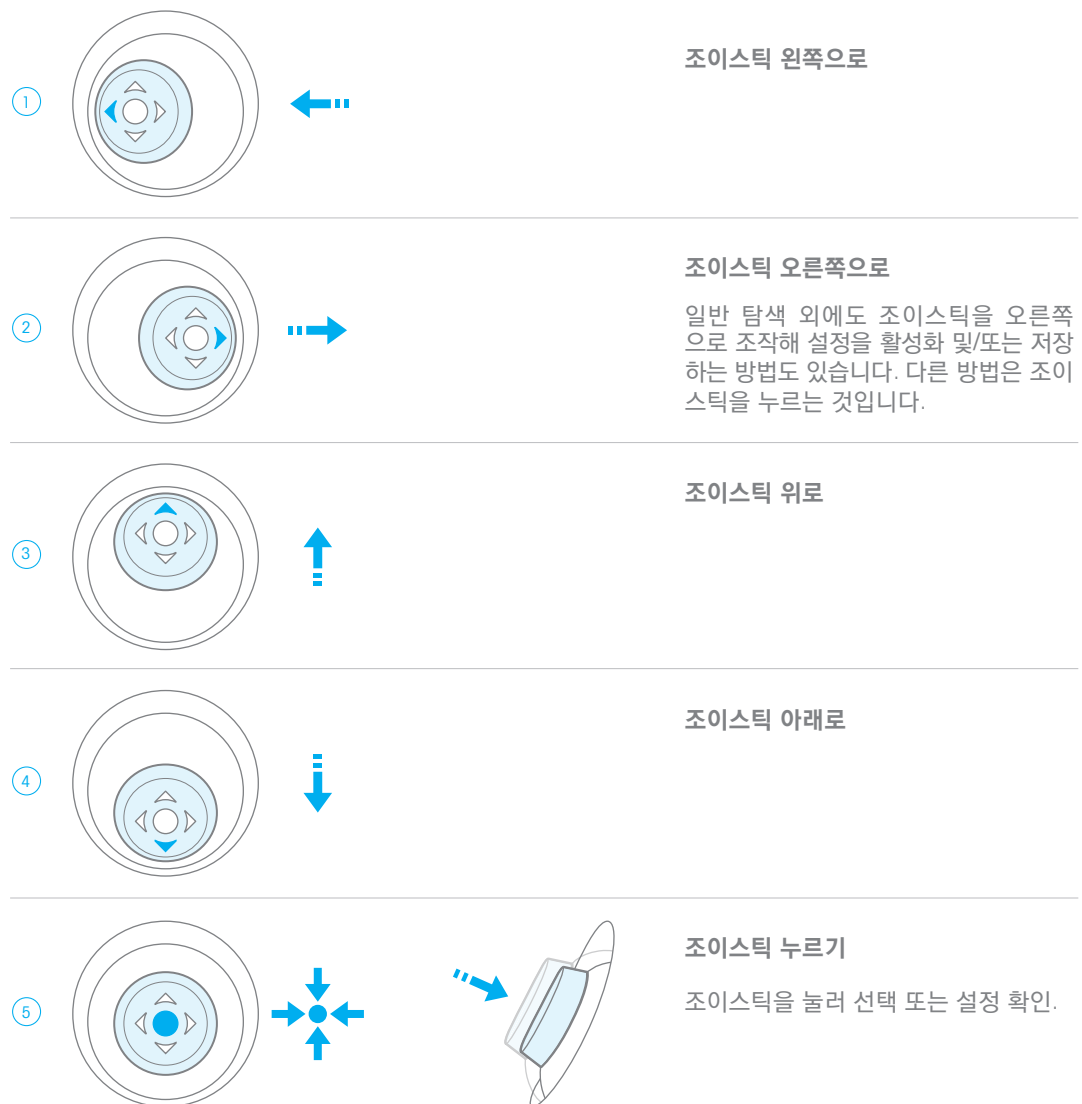 1
조이스틱 왼쪽으로
2
조이스틱 오른쪽으로
일반 탐색 외에도 조이스틱을 오른쪽
으로 조작해 설정을 활성화 및/또는 저장
하는 방법도 있습니다. 다른 방법은 조이
스틱을 누르는 것입니다.
3
조이스틱 위로
4
조이스틱 아래로
5
조이스틱 누르기
조이스틱을 눌러 선택 또는 설정 확인.